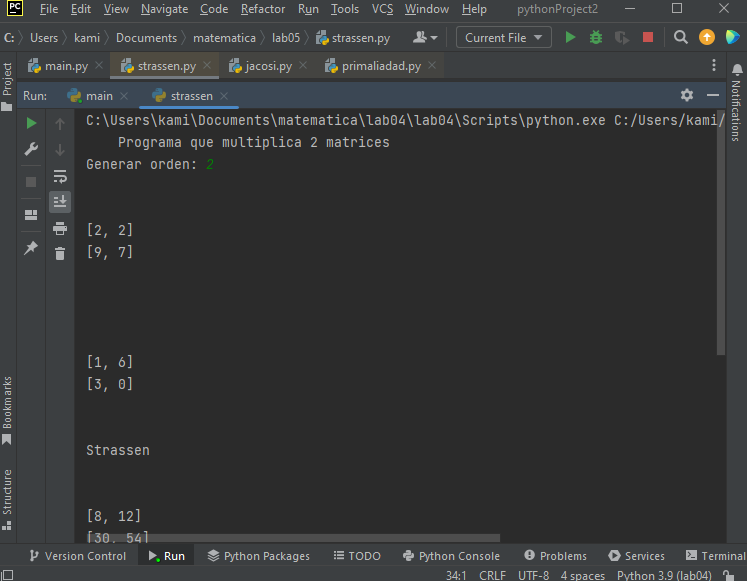 PC File Edit View Navigate Code Refactor Run Tools VCS Window Help pythonProject2
C: Users kami Documents matematica lab05 strassen.py Current File
main.py strassen.py jacosi.py primaliadad.py
Project
Notifications
Run: main strassen
C:\Users\kami\Documents\matematica\lab04\lab04\Scripts\python.exe C:/Users/kami/
Programa que multiplica 2 matrices
Generar orden: 2
[2, 2]
[9, 7]
[1, 6]
[3, 0]
Strassen
[8, 12]
[30, 54]
Bookmarks
Structure
Version Control Run Python Packages TODO Python Console Problems Services Terminal
34:1 CRLF UTF-8 4 spaces Python 3.9 (lab04)